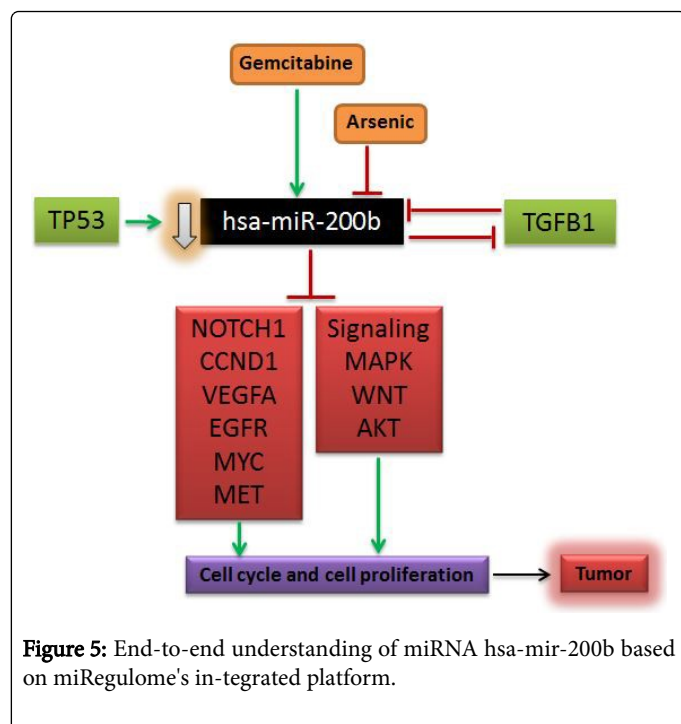 Gemcitabine
Arsenic
TP53
hsa-miR-200b
TGFB1
NOTCH1
CCND1
VEGFA
EGFR
MYC
MET
Signaling
MAPK
WNT
AKT
Cell cycle and cell proliferation
Tumor
Figure 5: End-to-end understanding of miRNA hsa-mir-200b based
on miRegulome's in-tegrated platform.